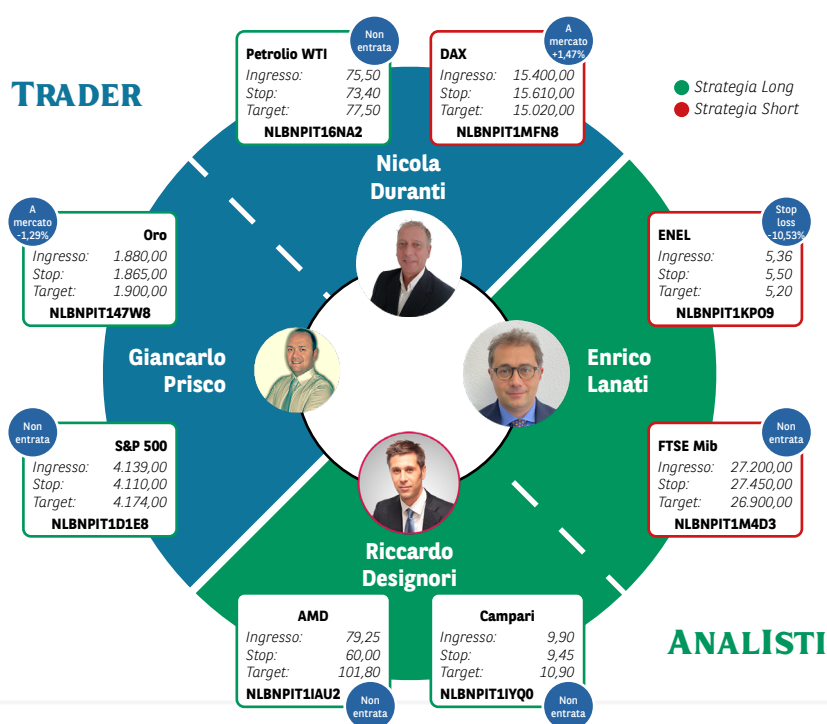 TRADER
Non
entrata
Petrolio WTI
Ingresso: 75,50
Stop: 73,40
Target: 77,50
NLBNPIT16NA2
A
mercato
+1,47%
DAX
Ingresso: 15.400,00
Stop: 15.610,00
Target: 15.020,00
NLBNPIT1MFN8
Strategia Long
Strategia Short
Nicola
Duranti
A
mercato
-1,29%
Oro
Ingresso: 1.880,00
Stop: 1.865,00
Target: 1.900,00
NLBNPIT147W8
Stop
loss
-10,53%
ENEL
Ingresso: 5,36
Stop: 5,50
Target: 5,20
NLBNPIT1KPO9
Giancarlo
Prisco
Enrico
Lanati
Non
entrata
S&P 500
Ingresso: 4.139,00
Stop: 4.110,00
Target: 4.174,00
NLBNPIT1D1E8
Non
entrata
FTSE Mib
Ingresso: 27.200,00
Stop: 27.450,00
Target: 26.900,00
NLBNPIT1M4D3
Riccardo
Designori
AMD
Ingresso: 79,25
Stop: 60,00
Target: 101,80
NLBNPIT1IAU2
Non
entrata
Campari
Ingresso: 9,90
Stop: 9,45
Target: 10,90
NLBNPIT1IYQ0
Non
entrata
ANALISTI